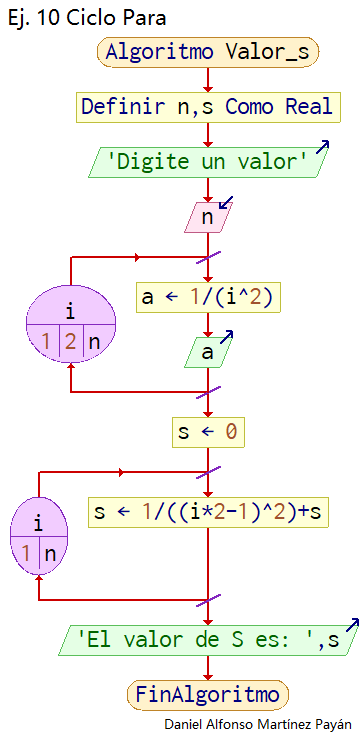 Ej. 10 Ciclo Para
Algoritmo Valor_s
Definir n,s Como Real
'Digite un valor'
n
a ← 1/(i^2)
i
1 2 n
a
s ← 0
s ← 1/((i*2-1)^2)+s
i
1 n
'El valor de S es: ',s
FinAlgoritmo
Daniel Alfonso Martínez Payán